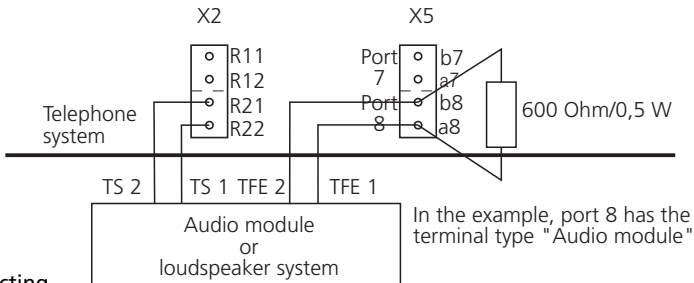 X2 X5
R11 Port b7
R12 7 a7
R21 Port b8
R22 8 a8
600 Ohm/0,5 W
Telephone
system
TS 2 TS 1 TFE 2 TFE 1
Audio module
or
loudspeaker system
In the example, port 8 has the
terminal type "Audio module"